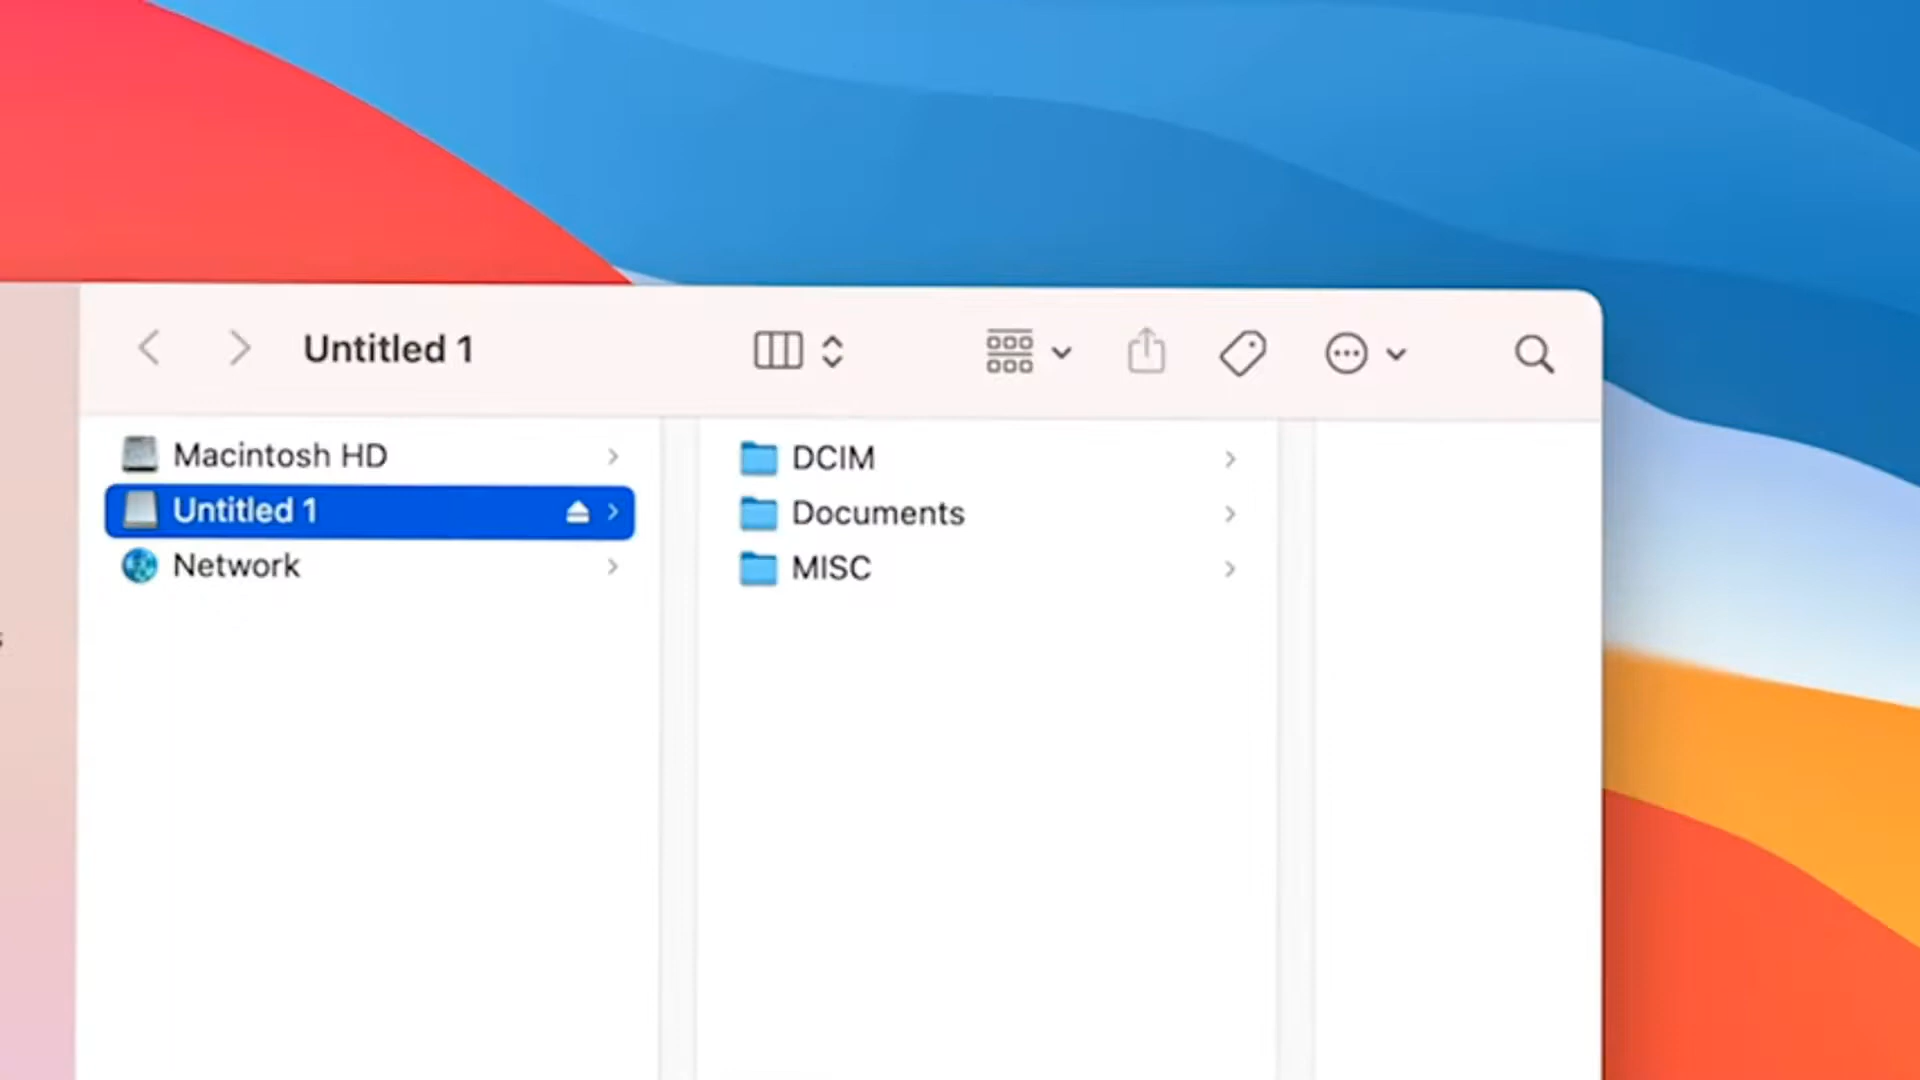 Untitled 1
Macintosh HD
Untitled 1
Network
DCIM
Documents
MISC